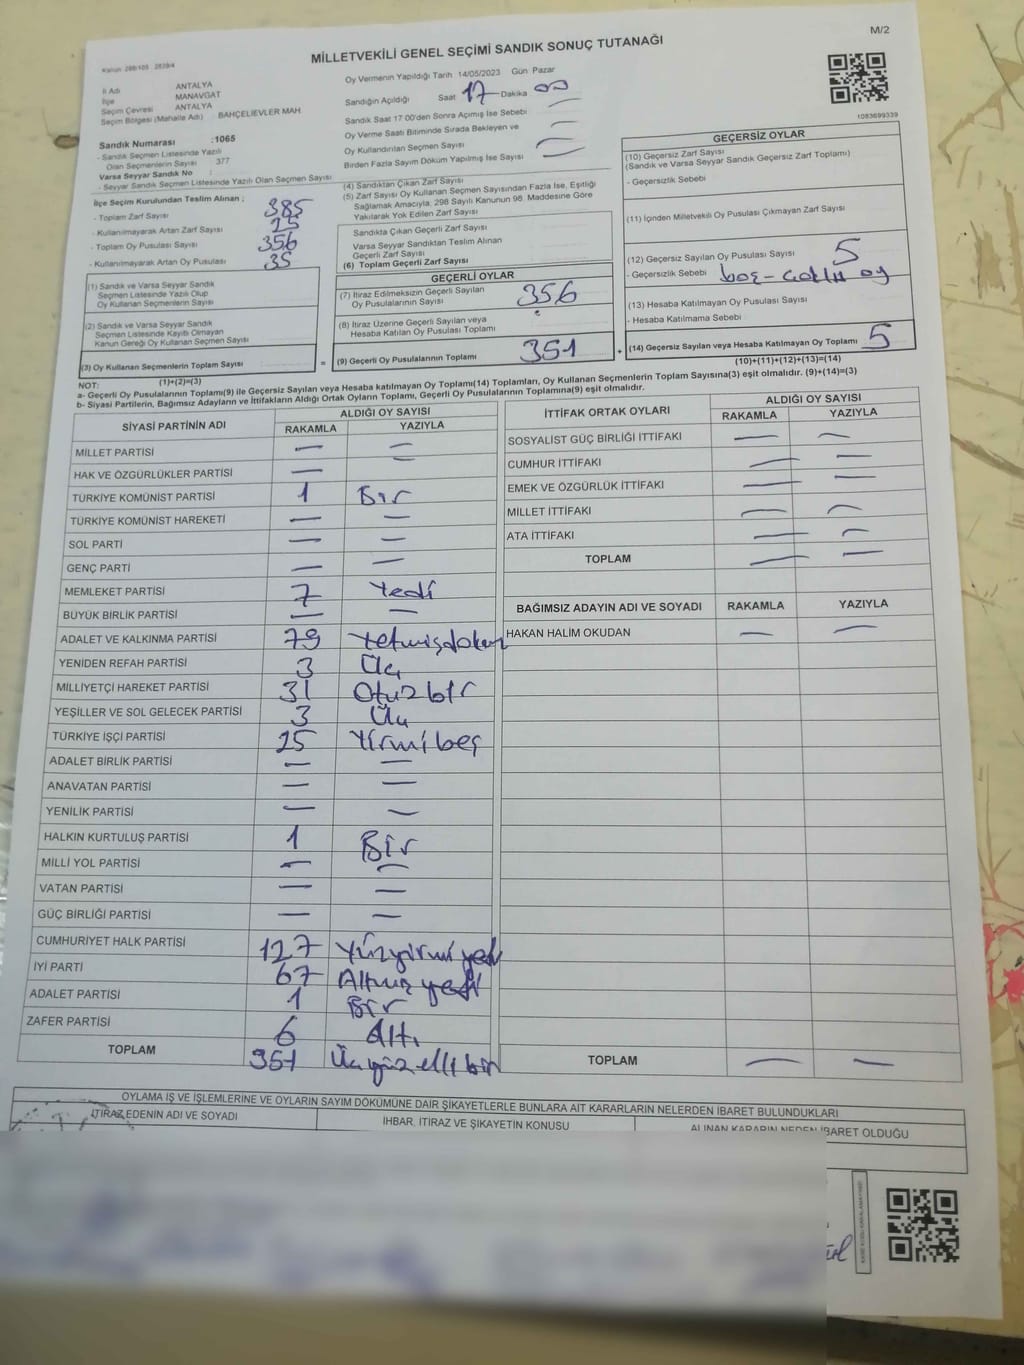 M/2
MİLLETVEKİLİ GENEL SEÇİMİ SANDIK SONUÇ TUTANAĞI
İl Adı ANTALYA
İlçe MANAVGAT
Seçim Çevresi ANTALYA
Seçim Bölgesi (Mahalle Adı) BAHÇELİEVLER MAH
Sandık Numarası :1065
- Sandık Seçmen Listesinde Yazılı
Olan Seçmenlerin Sayısı 377
Varsa Seyyar Sandık No :
- Seyyar Sandık Seçmen Listesinde Yazılı Olan Seçmen Sayısı
Oy Vermenin Yapıldığı Tarih 14/05/2023 Gün Pazar
Sandığın Açıldığı Saat 17 Dakika 00
Sandık Saat 17 00'den Sonra Açımış İse Sebebi —
Oy Verme Saati Bitiminde Sırada Bekleyen ve
Oy Kullandırılan Seçmen Sayısı —
Birden Fazla Sayım Döküm Yapılmış İse Sayısı —
1083699339
İlçe Seçim Kurulundan Teslim Alınan ;
- Toplam Zarf Sayısı 385
- Kullanılmayarak Artan Zarf Sayısı 25
- Toplam Oy Pusulası Sayısı 356
- Kullanılmayarak Artan Oy Pusulası 35
(1) Sandık ve Varsa Seyyar Sandık
Seçmen Listesinde Yazılı Olup
Oy Kullanan Seçmenlerin Sayısı
(2) Sandık ve Varsa Seyyar Sandık
Seçmen Listesinde Kayıtlı Olmayan
Kanun Gereği Oy Kullanan Seçmen Sayısı
(3) Oy Kullanan Seçmenlerin Toplam Sayısı =
(1)+(2)=(3)
(4) Sandıktan Çıkan Zarf Sayısı
(5) Zarf Sayısı Oy Kullanan Seçmen Sayısından Fazla İse, Eşitliği
Sağlamak Amacıyla, 298 Sayılı Kanunun 98. Maddesine Göre
Yakılarak Yok Edilen Zarf Sayısı
Sandıkta Çıkan Geçerli Zarf Sayısı
Varsa Seyyar Sandıktan Teslim Alınan
Geçerli Zarf Sayısı
(6) Toplam Geçerli Zarf Sayısı
GEÇERLİ OYLAR
(7) İtiraz Edilmeksizin Geçerli Sayılan
Oy Pusulalarının Sayısı 356
(8) İtiraz Üzerine Geçerli Sayılan veya
Hesaba Katılan Oy Pusulası Toplamı
(9) Geçerli Oy Pusulalarının Toplamı 351 +
GEÇERSİZ OYLAR
(10) Geçersiz Zarf Sayısı
(Sandık ve Varsa Seyyar Sandık Geçersiz Zarf Toplamı)
- Geçersizlik Sebebi
(11) İçinden Milletvekili Oy Pusulası Çıkmayan Zarf Sayısı
(12) Geçersiz Sayılan Oy Pusulası Sayısı 5
- Geçersizlik Sebebi boş-çoklu oy
(13) Hesaba Katılmayan Oy Pusulası Sayısı
- Hesaba Katılmama Sebebi
(14) Geçersiz Sayılan veya Hesaba Katılmayan Oy Toplamı 5
(10)+(11)+(12)+(13)=(14)
NOT:
a- Geçerli Oy Pusulalarının Toplamı(9) ile Geçersiz Sayılan veya Hesaba katılmayan Oy Toplamı(14) Toplamları, Oy Kullanan Seçmenlerin Toplam Sayısına(3) eşit olmalıdır. (9)+(14)=(3)
b- Siyasi Partilerin, Bağımsız Adayların ve İttifakların Aldığı Ortak Oyların Toplamı, Geçerli Oy Pusulalarının Toplamına(9) eşit olmalıdır.
SİYASİ PARTİNİN ADI ALDIĞI OY SAYISI
RAKAMLA YAZIYLA
MİLLET PARTİSİ — —
HAK VE ÖZGÜRLÜKLER PARTİSİ — —
TÜRKİYE KOMÜNİST PARTİSİ 1 Bir
TÜRKİYE KOMÜNİST HAREKETİ — —
SOL PARTİ — —
GENÇ PARTİ — —
MEMLEKET PARTİSİ 7 Yedi
BÜYÜK BİRLİK PARTİSİ — —
ADALET VE KALKINMA PARTİSİ 79 Yetmişdokuz
YENİDEN REFAH PARTİSİ 3 Üç
MİLLİYETÇİ HAREKET PARTİSİ 31 Otuz bir
YEŞİLLER VE SOL GELECEK PARTİSİ 3 Üç
TÜRKİYE İŞÇİ PARTİSİ 25 Yirmi beş
ADALET BİRLİK PARTİSİ — —
ANAVATAN PARTİSİ — —
YENİLİK PARTİSİ — —
HALKIN KURTULUŞ PARTİSİ 1 Bir
MİLLİ YOL PARTİSİ — —
VATAN PARTİSİ — —
GÜÇ BİRLİĞİ PARTİSİ — —
CUMHURİYET HALK PARTİSİ 127 Yüzyirmi yedi
İYİ PARTİ 67 Altmış yedi
ADALET PARTİSİ 1 Bir
ZAFER PARTİSİ 6 Altı
TOPLAM 351 Üçyüz elli bir
İTTİFAK ORTAK OYLARI ALDIĞI OY SAYISI
RAKAMLA YAZIYLA
SOSYALİST GÜÇ BİRLİĞİ İTTİFAKI — —
CUMHUR İTTİFAKI — —
EMEK VE ÖZGÜRLÜK İTTİFAKI — —
MİLLET İTTİFAKI — —
ATA İTTİFAKI — —
TOPLAM — —
BAĞIMSIZ ADAYIN ADI VE SOYADI RAKAMLA YAZIYLA
HAKAN HALİM OKUDAN — —
TOPLAM — —
OYLAMA İŞ VE İŞLEMLERİNE VE OYLARIN SAYIM DÖKÜMÜNE DAİR ŞİKAYETLERLE BUNLARA AİT KARARLARIN NELERDEN İBARET BULUNDUKLARI
İTİRAZ EDENİN ADI VE SOYADI İHBAR, İTİRAZ VE ŞİKAYETİN KONUSU ALINAN KARARIN NEDEN İBARET OLDUĞU